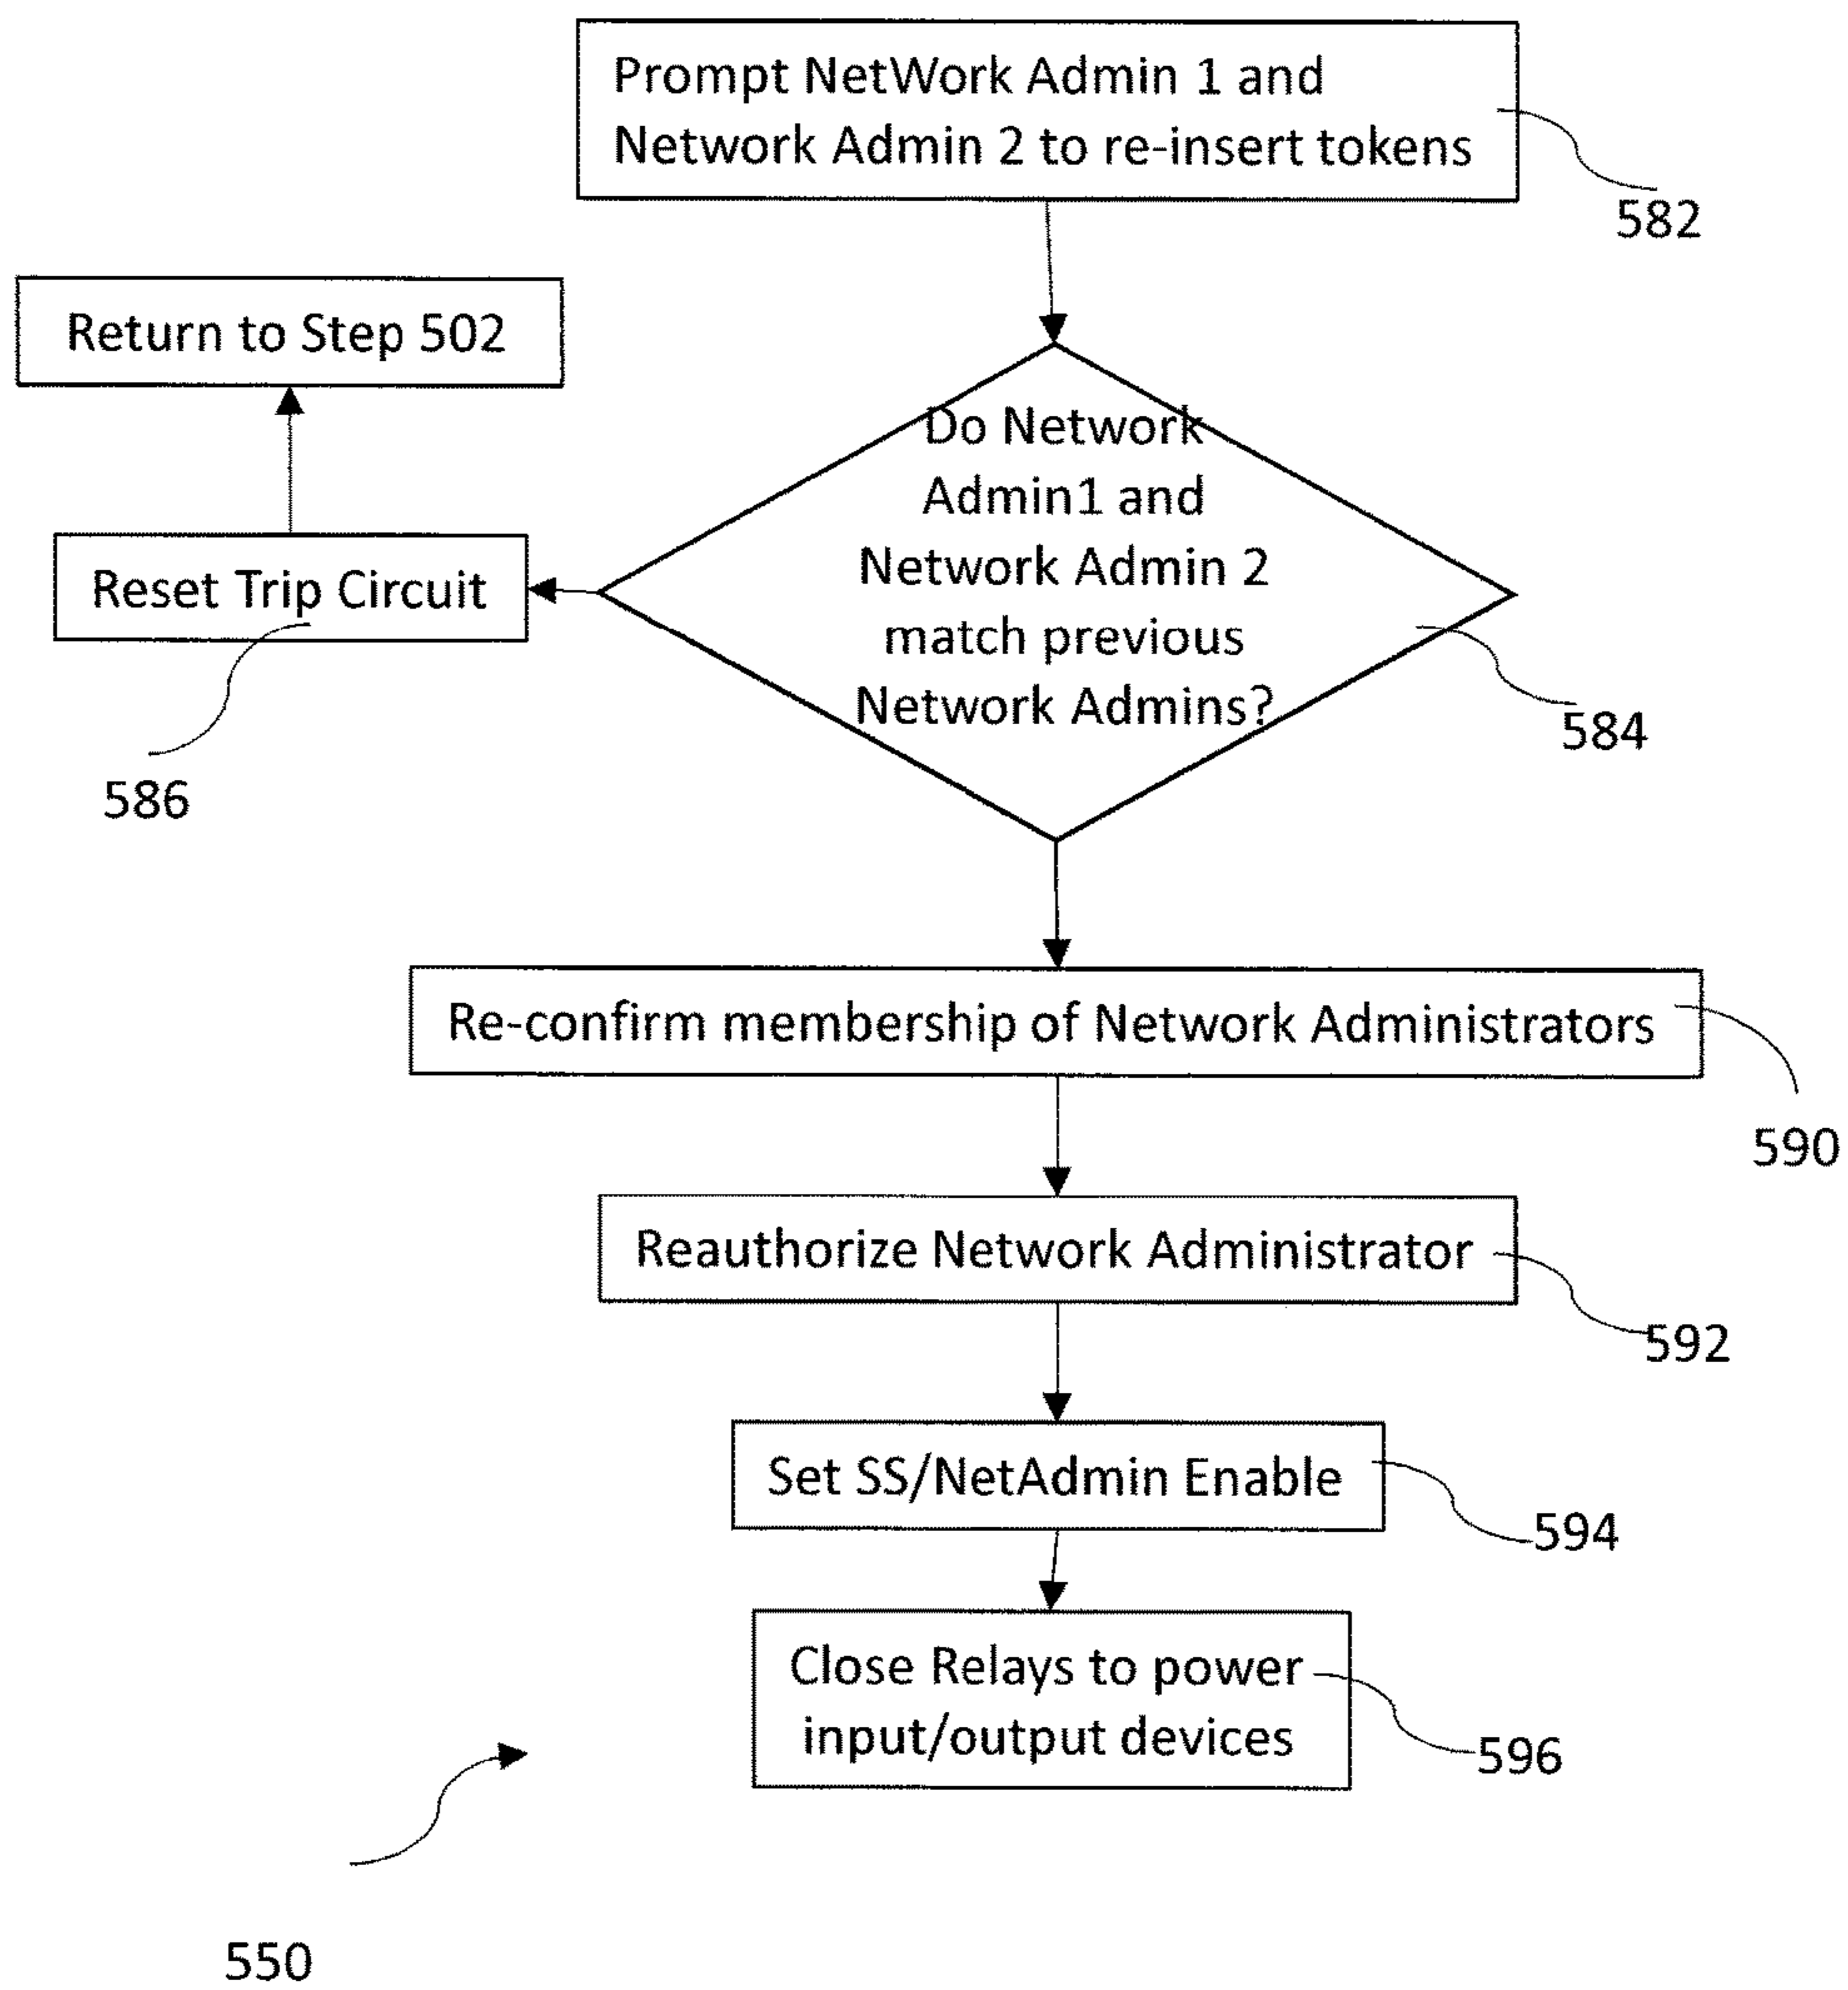 Prompt NetWork Admin 1 and
Network Admin 2 to re-insert tokens
582
Return to Step 502
Do Network
Admin1 and
Network Admin 2
match previous
Network Admins?
584
Reset Trip Circuit
586
Re-confirm membership of Network Administrators
590
Reauthorize Network Administrator
592
Set SS/NetAdmin Enable
594
Close Relays to power
input/output devices
596
550